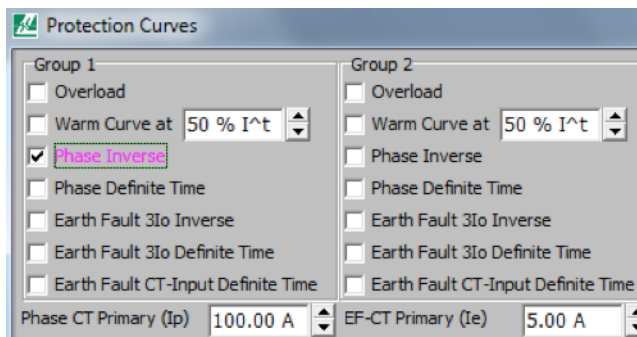 Protection Curves
Group 1
Overload
Warm Curve at 50 % I^t
Phase Inverse
Phase Definite Time
Earth Fault 3Io Inverse
Earth Fault 3Io Definite Time
Earth Fault CT-Input Definite Time
Phase CT Primary (Ip) 100.00 A
Group 2
Overload
Warm Curve at 50 % I^t
Phase Inverse
Phase Definite Time
Earth Fault 3Io Inverse
Earth Fault 3Io Definite Time
Earth Fault CT-Input Definite Time
EF-CT Primary (Ie) 5.00 A